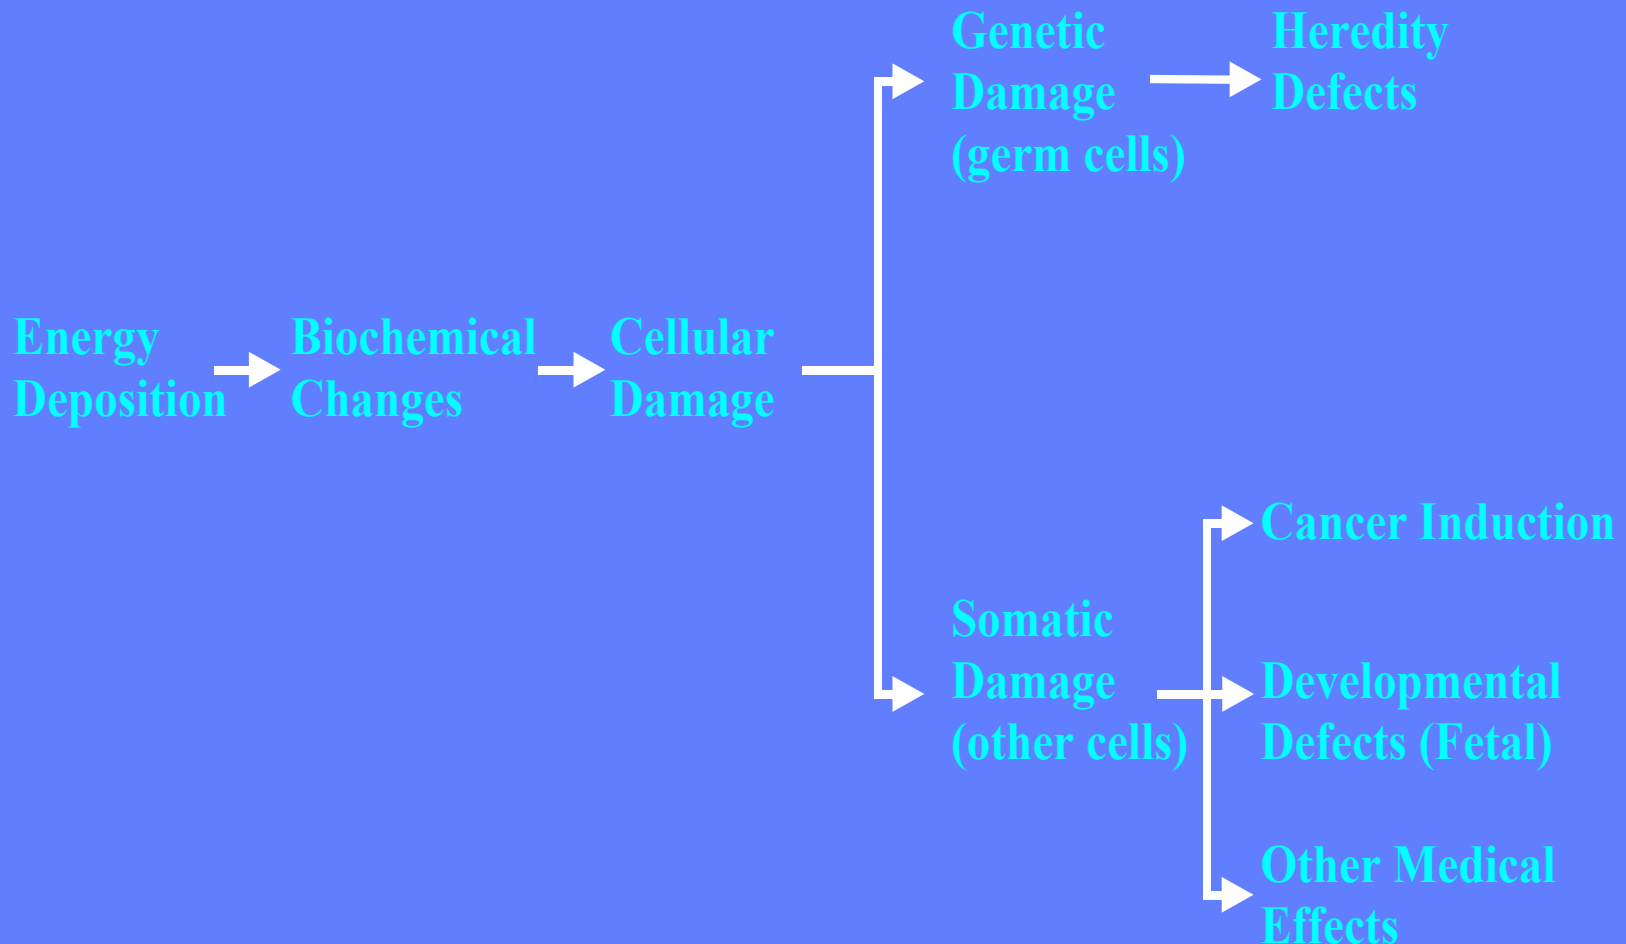 Energy
Deposition
Biochemical
Changes
Cellular
Damage
Genetic
Damage
(germ cells)
Heredity
Defects
Somatic
Damage
(other cells)
Cancer Induction
Developmental
Defects (Fetal)
Other Medical
Effects